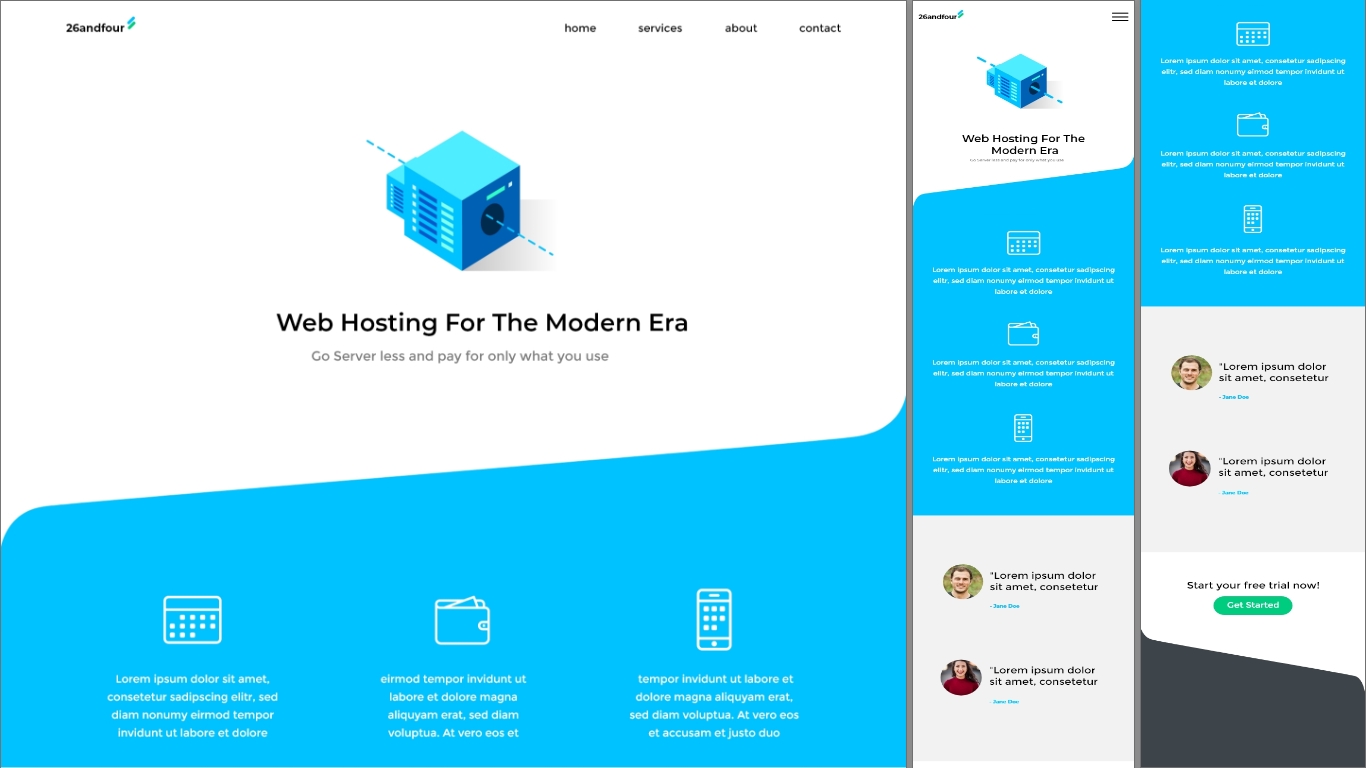 26andfour
home services about contact
Web Hosting For The Modern Era
Go Server less and pay for only what you use
Lorem ipsum dolor sit amet,
consetetur sadipscing elitr, sed
diam nonumy eirmod tempor
invidunt ut labore et dolore
eirmod tempor invidunt ut
labore et dolore magna
aliquyam erat, sed diam
voluptua. At vero eos et
tempor invidunt ut labore et
dolore magna aliquyam erat,
sed diam voluptua. At vero eos
et accusam et justo duo
26andfour
Web Hosting For The
Modern Era
Go Server less and pay for only what you use
Lorem ipsum dolor sit amet, consetetur sadipscing
elitr, sed diam nonumy eirmod tempor invidunt ut
labore et dolore
Lorem ipsum dolor sit amet, consetetur sadipscing
elitr, sed diam nonumy eirmod tempor invidunt ut
labore et dolore
Lorem ipsum dolor sit amet, consetetur sadipscing
elitr, sed diam nonumy eirmod tempor invidunt ut
labore et dolore
"Lorem ipsum dolor
sit amet, consetetur
- Jane Doe
"Lorem ipsum dolor
sit amet, consetetur
- Jane Doe
Lorem ipsum dolor sit amet, consetetur sadipscing
elitr, sed diam nonumy eirmod tempor invidunt ut
labore et dolore
Lorem ipsum dolor sit amet, consetetur sadipscing
elitr, sed diam nonumy eirmod tempor invidunt ut
labore et dolore
Lorem ipsum dolor sit amet, consetetur sadipscing
elitr, sed diam nonumy eirmod tempor invidunt ut
labore et dolore
"Lorem ipsum dolor
sit amet, consetetur
- Jane Doe
"Lorem ipsum dolor
sit amet, consetetur
- Jane Doe
Start your free trial now!
Get Started